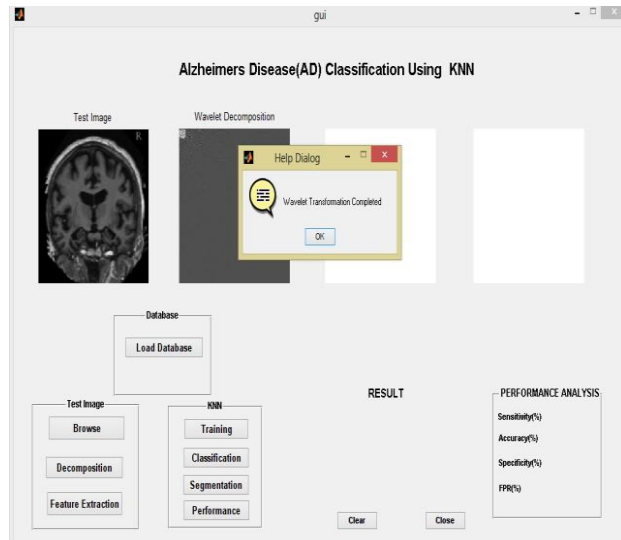 gui
Alzheimers Disease(AD) Classification Using KNN
Test Image
Wavelet Decomposition
R
Help Dialog
Wavelet Transformation Completed
OK
Database
Load Database
Test Image
Browse
Decomposition
Feature Extraction
KNN
Training
Classification
Segmentation
Performance
RESULT
Clear
Close
PERFORMANCE ANALYSIS
Sensitivity(%)
Accuracy(%)
Specificity(%)
FPR(%)